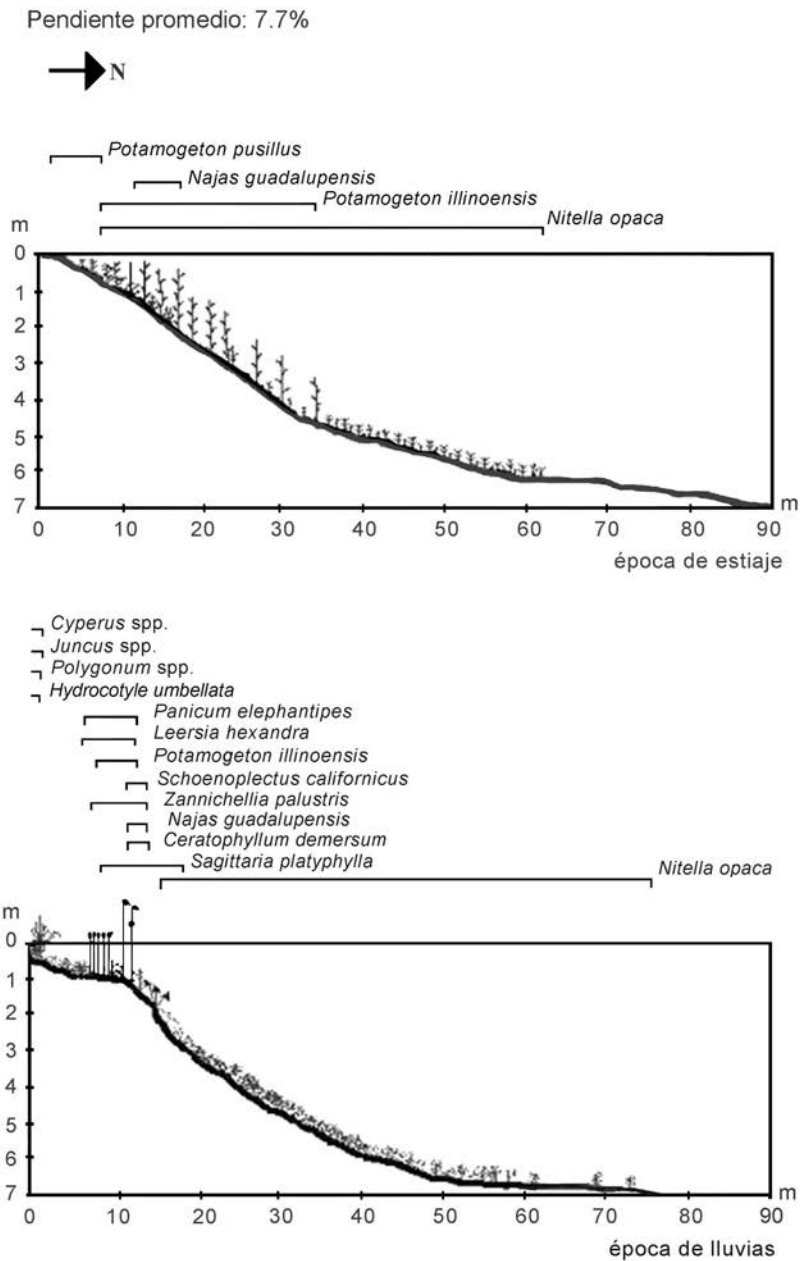 Pendiente promedio: 7.7%
N
Potamogeton pusillus
Najas guadalupensis
Potamogeton illinoensis
Nitella opaca
m
0
1
2
3
4
5
6
7
m
0 10 20 30 40 50 60 70 80 90
época de estiaje
Cyperus spp.
Juncus spp.
Polygonum spp.
Hydrocotyle umbellata
Panicum elephantipes
Leersia hexandra
Potamogeton illinoensis
Schoenoplectus californicus
Zannichellia palustris
Najas guadalupensis
Ceratophyllum demersum
Sagittaria platyphylla
Nitella opaca
m
0
1
2
3
4
5
6
7
m
0 10 20 30 40 50 60 70 80 90
época de lluvias